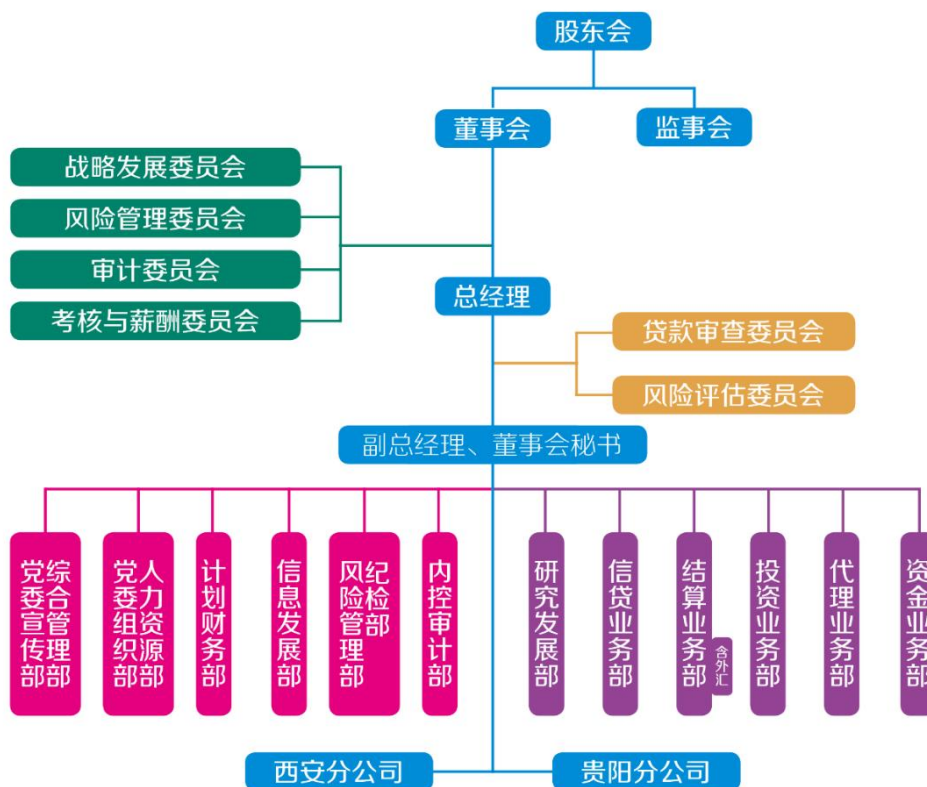 股东会
董事会
监事会
战略发展委员会
风险管理委员会
审计委员会
考核与薪酬委员会
总经理
贷款审查委员会
风险评估委员会
副总经理、董事会秘书
综合管理部
党委宣传部
人力资源部
党委组织部
计划财务部
信息发展部
纪检部
风险管理部
内控审计部
研究发展部
信贷业务部
结算业务部
含外汇
投资业务部
代理业务部
资金业务部
西安分公司
贵阳分公司